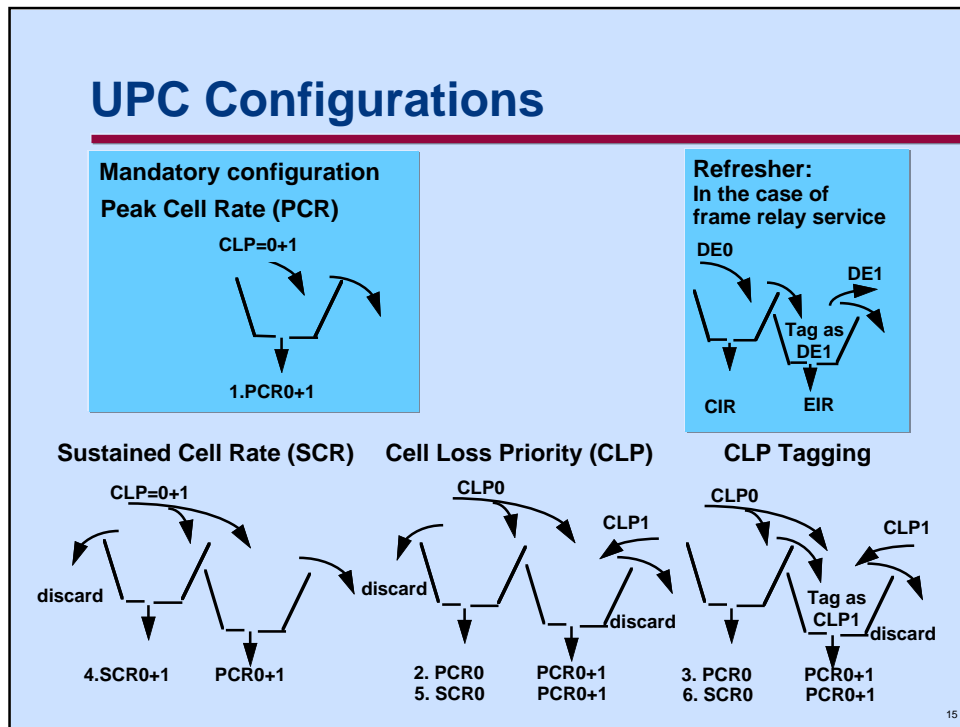 UPC Configurations
Mandatory configuration
Peak Cell Rate (PCR)
CLP=0+1
1.PCR0+1
Refresher:
In the case of
frame relay service
DE0
DE1
Tag as
DE1
CIR
EIR
Sustained Cell Rate (SCR)
CLP=0+1
discard
4.SCR0+1
PCR0+1
Cell Loss Priority (CLP)
CLP0
CLP1
discard
discard
2. PCR0
PCR0+1
5. SCR0
PCR0+1
CLP Tagging
CLP0
CLP1
Tag as
CLP1
discard
3. PCR0
PCR0+1
6. SCR0
PCR0+1
15